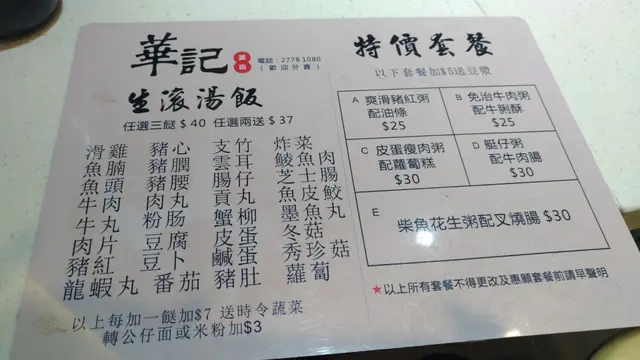 華記
粥店
電話：2778 1080
（歡迎外賣）
生滾湯飯
任選三餸 $40 任選兩送 $37
滑雞 豬心 支竹 炸菜
魚腩 豬膶 雲耳 鯪魚肉
魚頭 豬腰 腸仔 芝士腸
牛肉 肉丸 貢丸 魚皮餃
牛丸 粉肠 蟹柳 墨魚丸
肉片 豆腐 皮蛋 冬菇
豬紅 豆卜 鹹蛋 秀珍菇
龍蝦丸 番茄 豬肚 蘿蔔
以上每加一餸加$7 送時令蔬菜
轉公仔面或米粉加$3
特價套餐
以下套餐加$5送豆漿
A 爽滑豬紅粥
配油條
$25
B 免治牛肉粥
配牛脷酥
$25
C 皮蛋瘦肉粥
配蘿蔔糕
$30
D 艇仔粥
配牛肉腸
$30
E
柴魚花生粥配叉燒腸 $30
★以上所有套餐不得更改及惠顧套餐前請早聲明